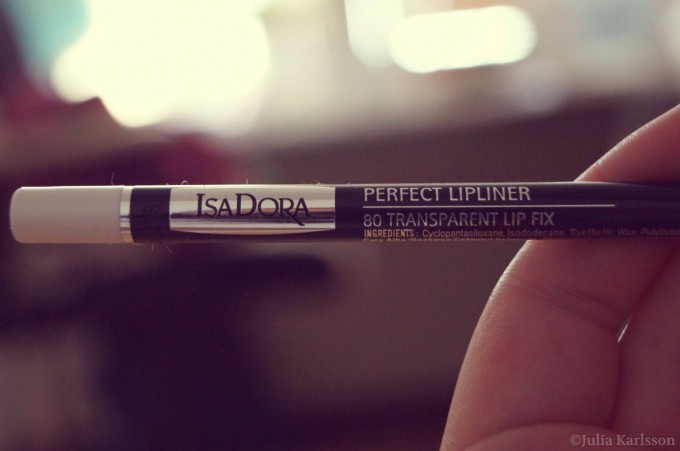 IsaDora
PERFECT LIPLINER
80 TRANSPARENT LIP FIX
INGREDIENTS: Cyclopentasiloxane, Isododecane, Synthetic Wax,
©Julia Karlsson